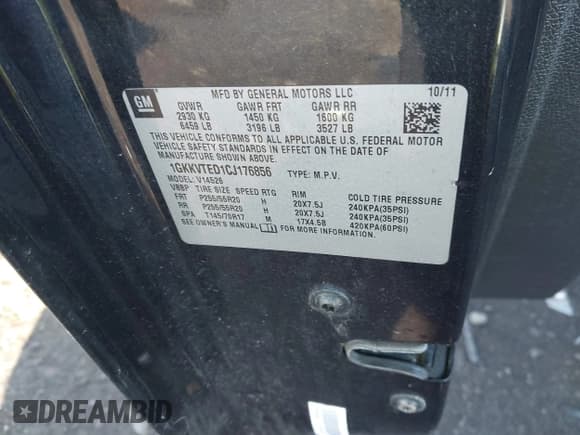 GM
MFD BY GENERAL MOTORS LLC 10/11
GVWR GAWR FRT GAWR RR
2930 KG 1450 KG 1600 KG
6459 LB 3196 LB 3527 LB
THIS VEHICLE CONFORMS TO ALL APPLICABLE U.S. FEDERAL MOTOR
VEHICLE SAFETY STANDARDS IN EFFECT ON THE DATE OF
MANUFACTURE SHOWN ABOVE.
1GKKVTED1CJ176856 TYPE: M.P.V.
MODEL: V14526
VBBP TIRE SIZE SPEED RTG RIM COLD TIRE PRESSURE
FRT P255/55R20 H 20X7.5J 240KPA(35PSI)
RR P255/55R20 H 20X7.5J 240KPA(35PSI)
SPA T145/70R17 M 17X4.5B 420KPA(60PSI)
SEE OWNER'S MANUAL FOR MORE INFORMATION.
DREAMBID